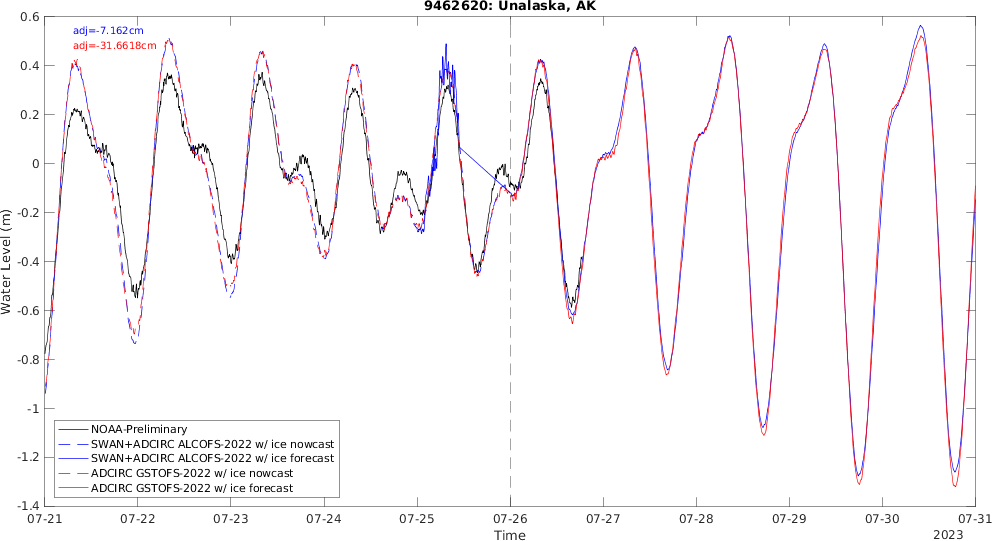 9462620: Unalaska, AK
adj=-7.162cm
adj=-31.6618cm
0.6
0.4
0.2
0
-0.2
-0.4
-0.6
-0.8
-1
-1.2
-1.4
Water Level (m)
NOAA-Preliminary
SWAN+ADCIRC ALCOFS-2022 w/ ice nowcast
SWAN+ADCIRC ALCOFS-2022 w/ ice forecast
ADCIRC GSTOFS-2022 w/ ice nowcast
ADCIRC GSTOFS-2022 w/ ice forecast
07-21 07-22 07-23 07-24 07-25 07-26 07-27 07-28 07-29 07-30 07-31
Time
2023